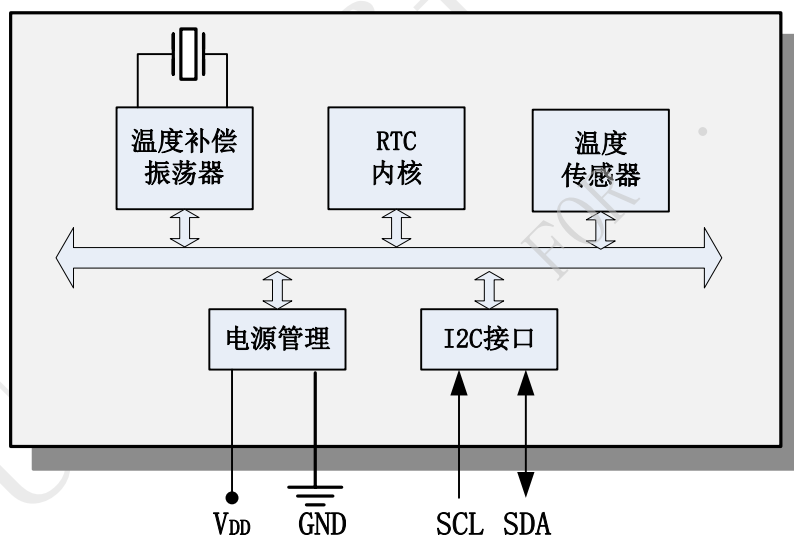 温度补偿
振荡器
RTC
内核
温度
传感器
FOR
电源管理
I2C接口
VDD
GND
SCL
SDA